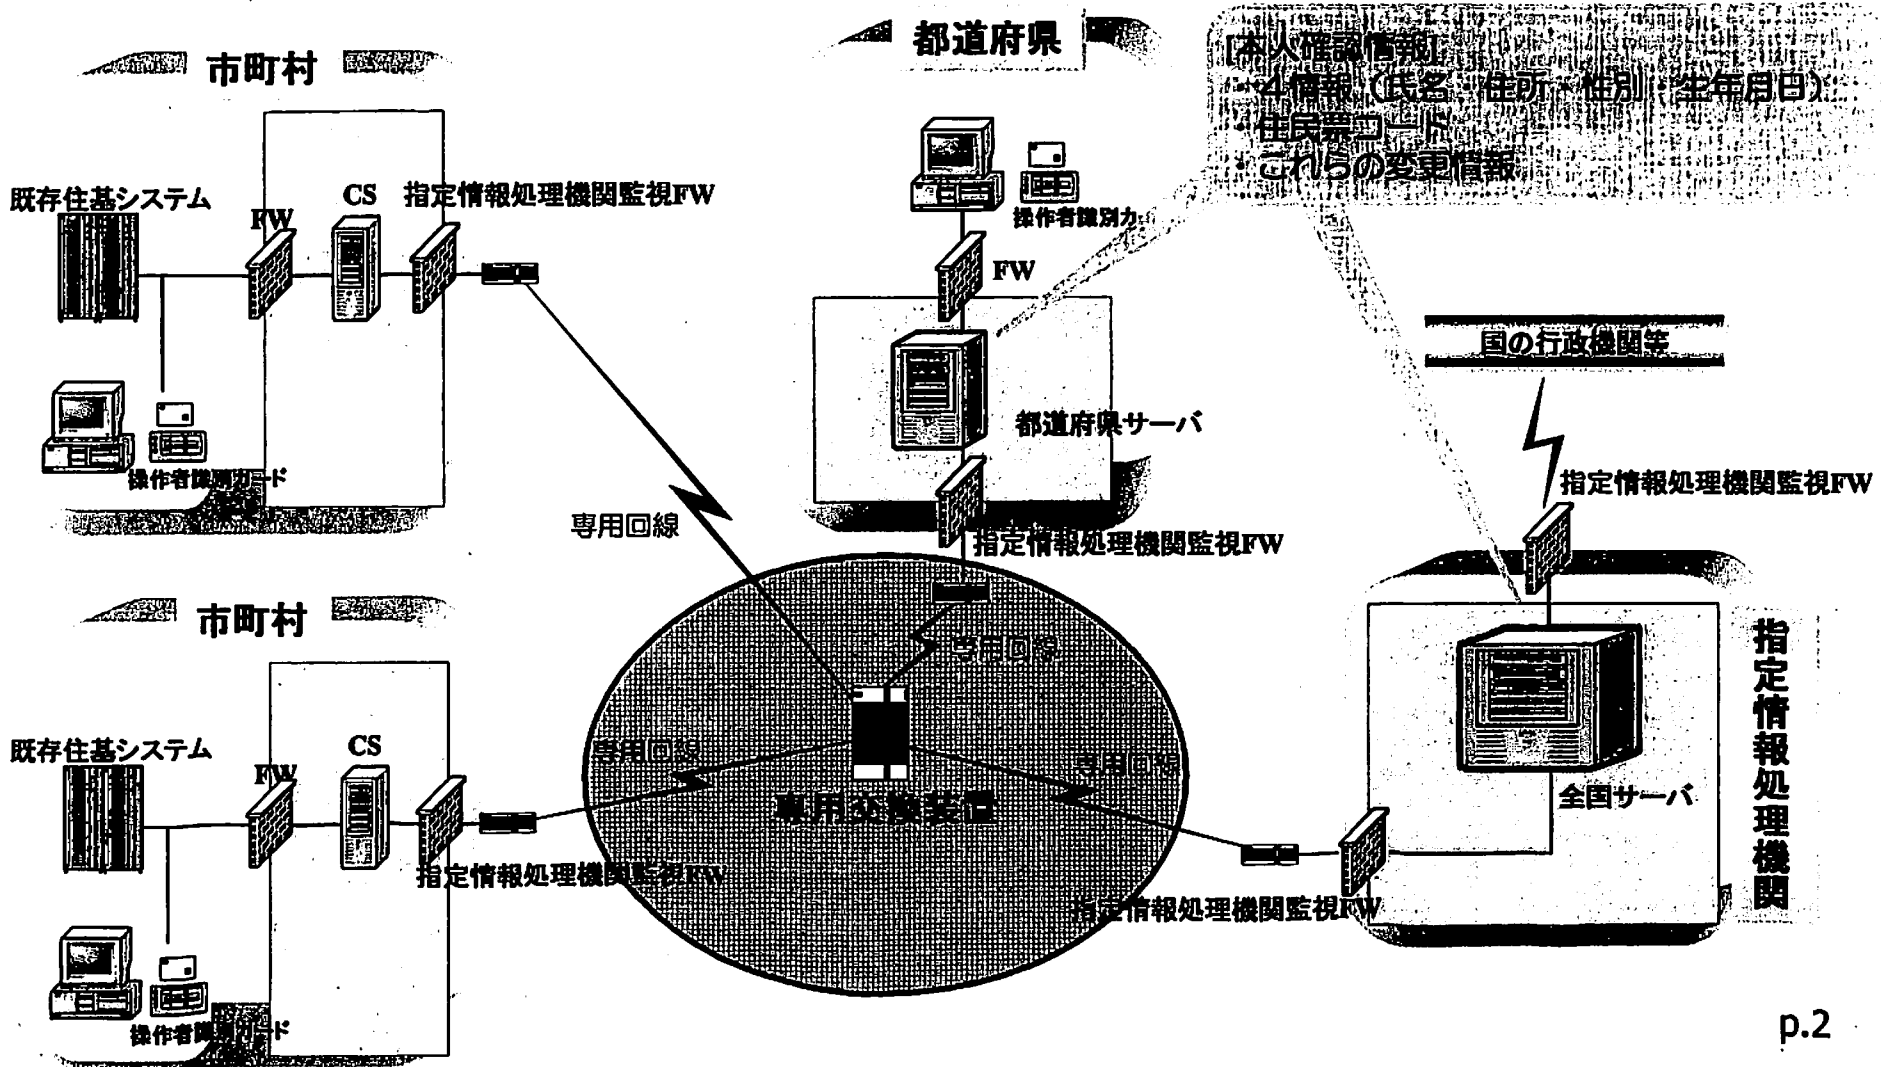 市町村
既存住基システム
FW
CS
指定情報処理機関監視FW
操作者識別カード
専用回線
市町村
既存住基システム
FW
CS
指定情報処理機関監視FW
操作者識別カード
都道府県
操作者識別カ
FW
都道府県サーバ
指定情報処理機関監視FW
専用回線
専用回線
専用回線
専用交換装置
[本人確認情報]
・4情報（氏名・住所・性別・生年月日）
・住民票コード
・これらの変更情報
国の行政機関等
指定情報処理機関監視FW
全国サーバ
指定情報処理機関
指定情報処理機関監視FW
p.2